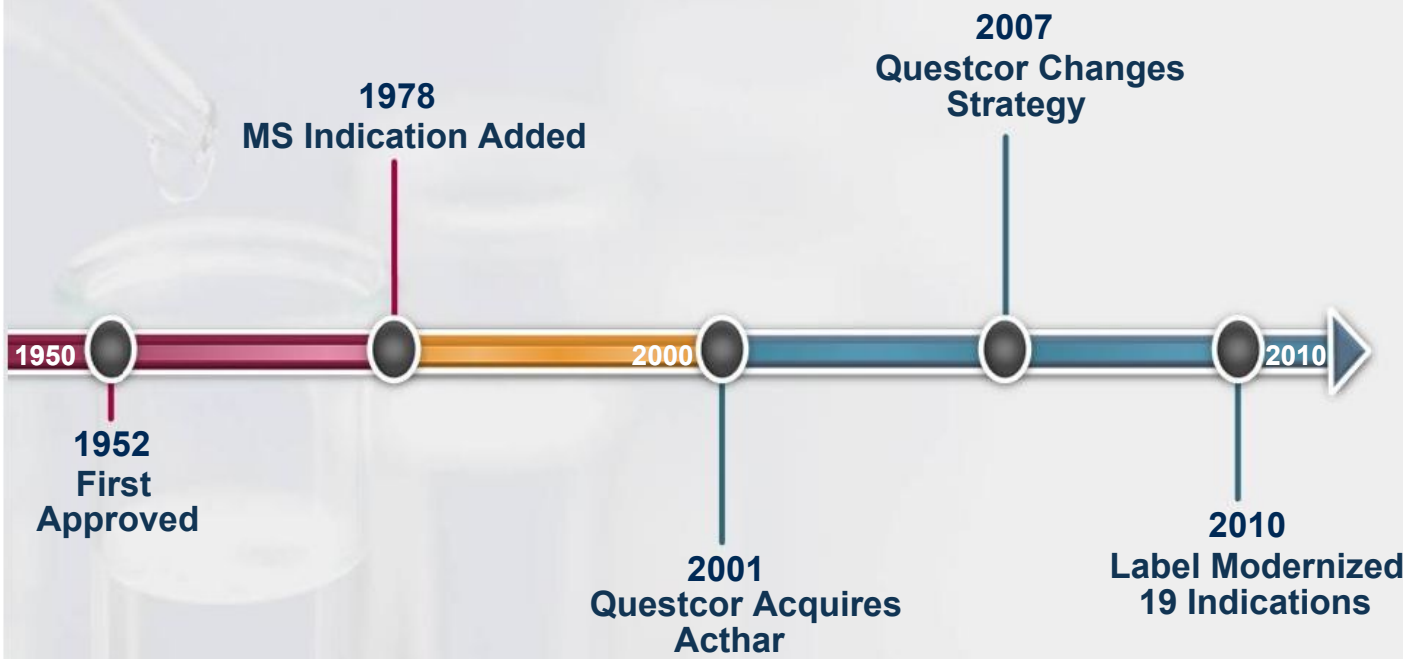 2007
Questcor Changes
Strategy
1978
MS Indication Added
1950
2000
2010
1952
First
Approved
2001
Questcor Acquires
Acthar
2010
Label Modernized
19 Indications